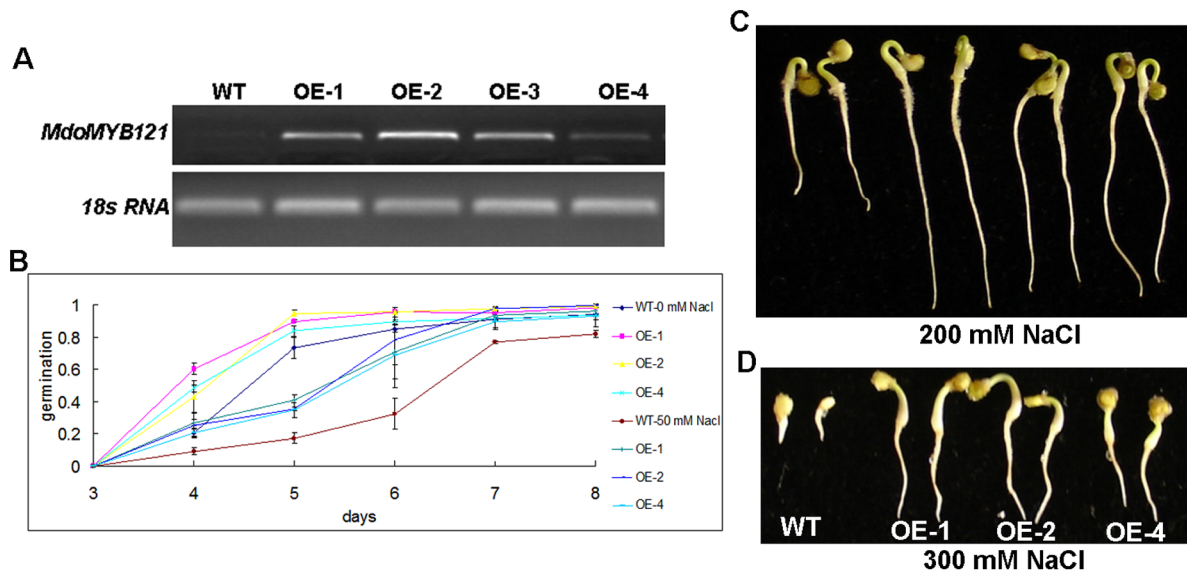 A
WT OE-1 OE-2 OE-3 OE-4
MdoMYB121
18s RNA
B
germination
1
0.8
0.6
0.4
0.2
0
3 4 5 6 7 8
days
WT-0 mM Nacl
OE-1
OE-2
OE-4
WT-50 mM Nacl
OE-1
OE-2
OE-4
C
200 mM NaCl
D
WT OE-1 OE-2 OE-4
300 mM NaCl